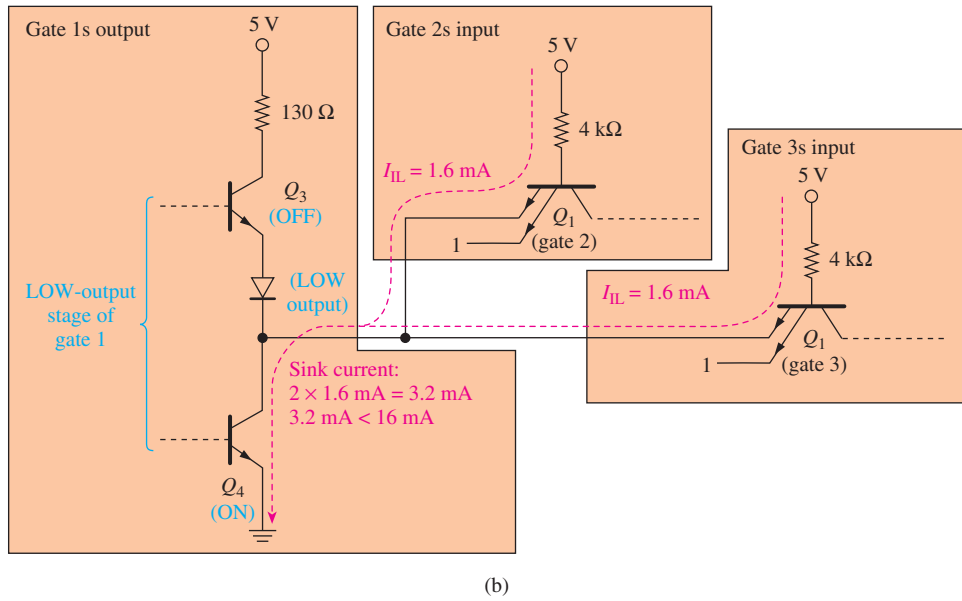 Gate 1s output
5 V
130 Ω
Q3
(OFF)
LOW-output
stage of
gate 1
(LOW
output)
Sink current:
2 × 1.6 mA = 3.2 mA
3.2 mA < 16 mA
Q4
(ON)
Gate 2s input
5 V
4 kΩ
IIL = 1.6 mA
Q1
(gate 2)
1
Gate 3s input
5 V
4 kΩ
IIL = 1.6 mA
Q1
(gate 3)
1
(b)